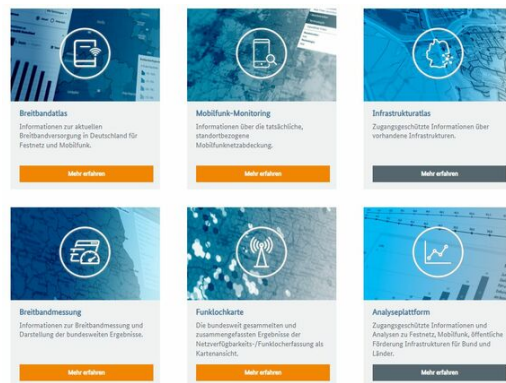 Breitbandatlas
Informationen zur aktuellen
Breitbandversorgung in Deutschland für
Festnetz und Mobilfunk.
Mehr erfahren
Mobilfunk-Monitoring
Informationen über die tatsächliche,
standortbezogene
Mobilfunknetzabdeckung.
Mehr erfahren
Infrastrukturatlas
Zugangsgeschützte Informationen über
vorhandene Infrastrukturen.
Mehr erfahren
Breitbandmessung
Informationen zur Breitbandmessung und
Darstellung der bundesweiten Ergebnisse.
Mehr erfahren
Funklochkarte
Die bundesweit gesammelten und
zusammengefassten Ergebnisse der
Netzverfügbarkeits-/Funklocherfassung als
Kartenansicht.
Mehr erfahren
Analyseplattform
Zugangsgeschützte Informationen und
Analysen zu Festnetz, Mobilfunk, öffentliche
Förderung Infrastrukturen für Bund und
Länder.
Mehr erfahren